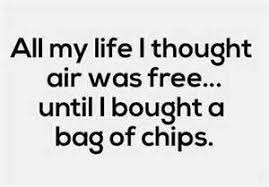 All my life I thought
air was free...
until I bought a
bag of chips.